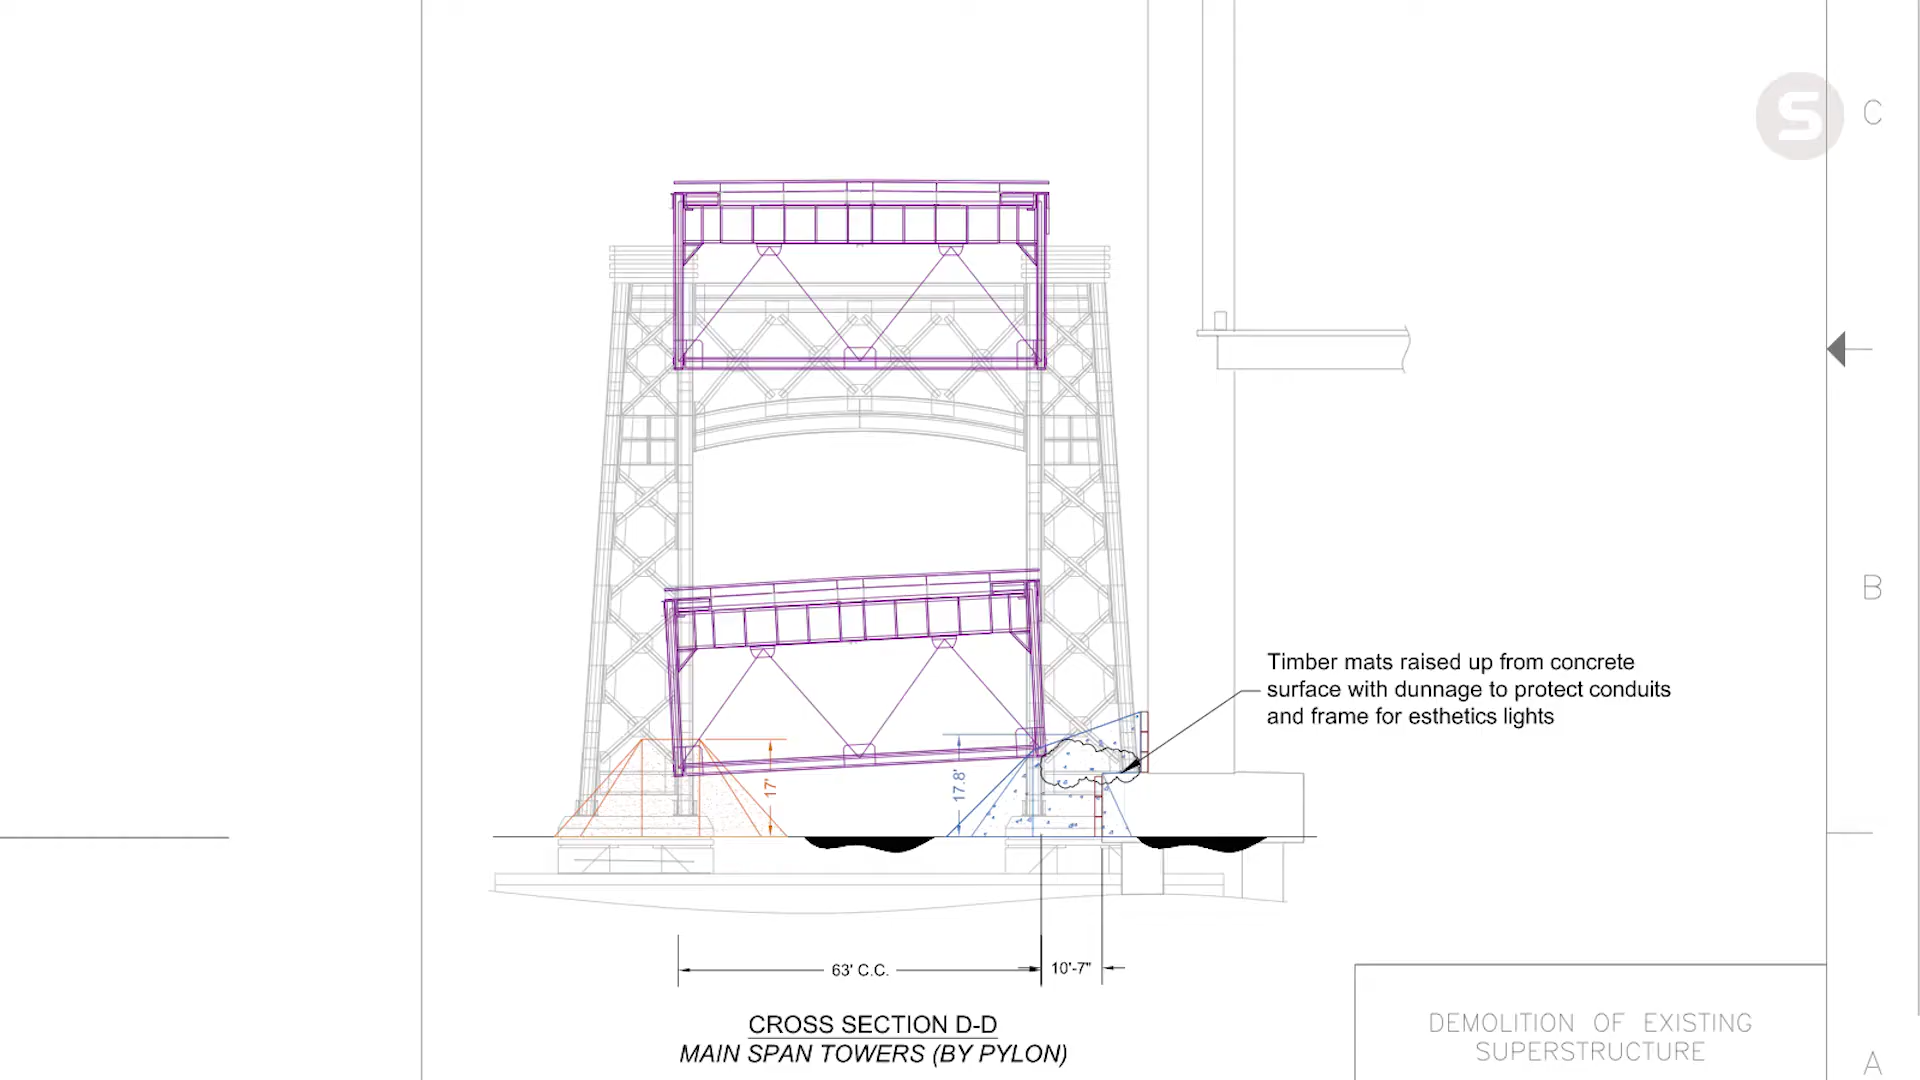 S
C
B
Timber mats raised up from concrete
surface with dunnage to protect conduits
and frame for esthetics lights
17'
17.8'
63' C.C.
10'-7"
CROSS SECTION D-D
MAIN SPAN TOWERS (BY PYLON)
DEMOLITION OF EXISTING
SUPERSTRUCTURE
A